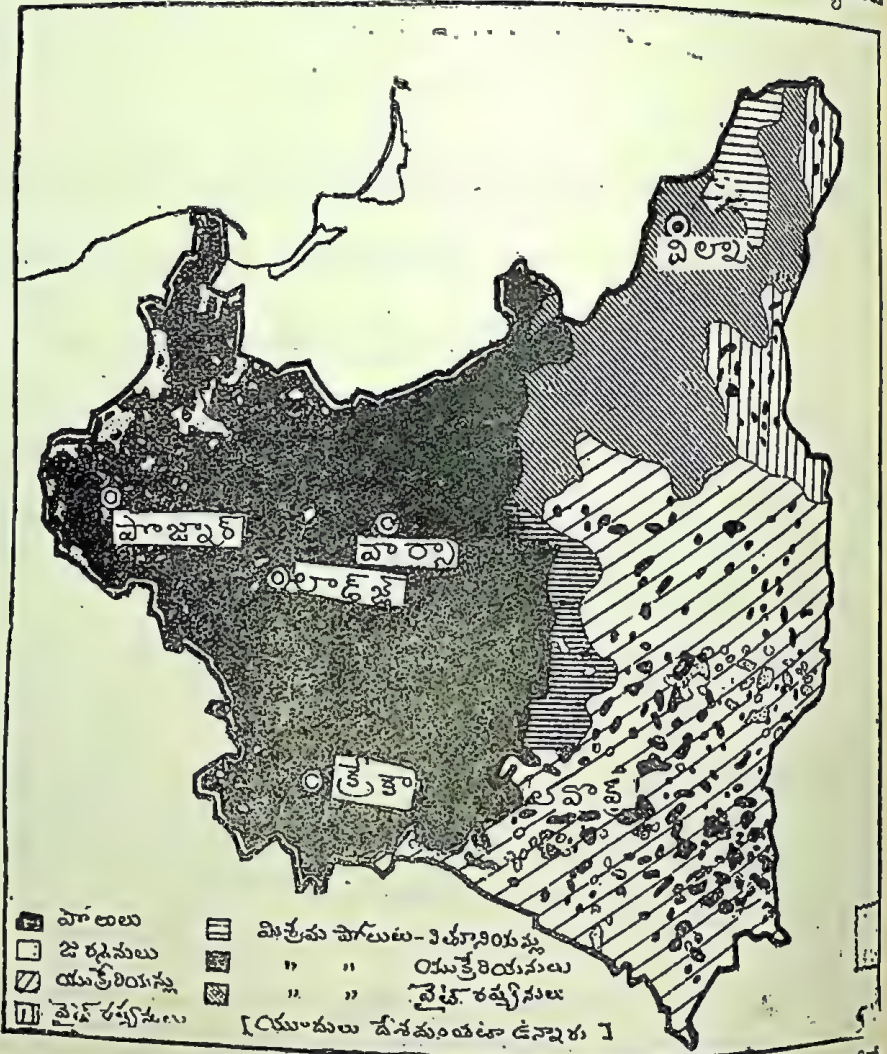 విల్నా
పొజ్నాన్
వార్సా
లాడ్జ్
క్రాకౌ
లవోఫ్
పోలులు
జర్మనులు
యుక్రేనియన్లు
వైట్ రష్యనులు
మిశ్రమ పోలులు-లితూనియన్లు
" " యుక్రేనియనులు
" " వైట్ రష్యనులు
[యూదులు దేశమంతటా ఉన్నారు]